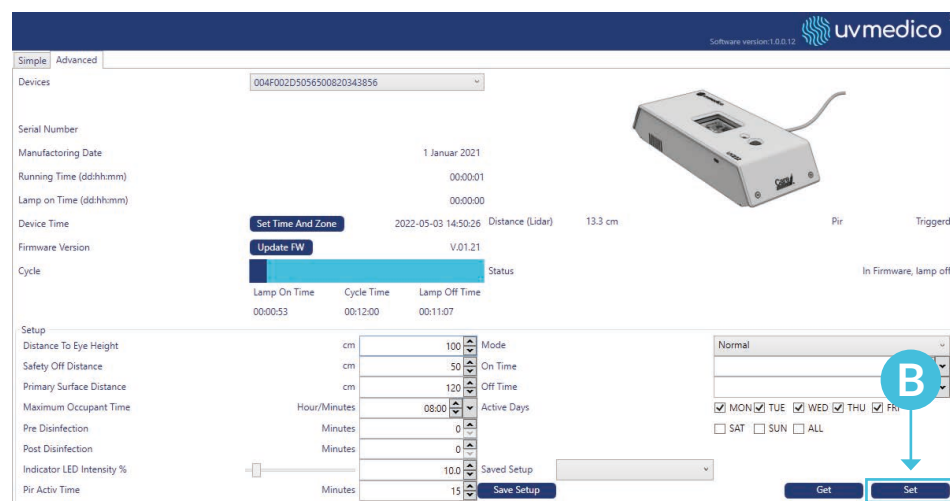 uvmedico
Software version:1.0.0.12
Simple Advanced
Devices 004F002D5056500820343856
Serial Number
Manufactoring Date 1 Januar 2021
Running Time (dd:hh:mm) 00:00:01
Lamp on Time (dd:hh:mm) 00:00:00
Device Time Set Time And Zone 2022-05-03 14:50:26 Distance (Lidar) 13.3 cm Pir Triggerd
Firmware Version Update FW V.01.21
Cycle Status In Firmware, lamp off
Lamp On Time Cycle Time Lamp Off Time
00:00:53 00:12:00 00:11:07
Setup
Distance To Eye Height cm 100 Mode Normal
Safety Off Distance cm 50 On Time
Primary Surface Distance cm 120 Off Time
B
Maximum Occupant Time Hour/Minutes 08:00 Active Days MON TUE WED THU FRI
Pre Disinfection Minutes 0 SAT SUN ALL
Post Disinfection Minutes 0
Indicator LED Intensity % 10.0 Saved Setup
Pir Activ Time Minutes 15 Save Setup Get Set